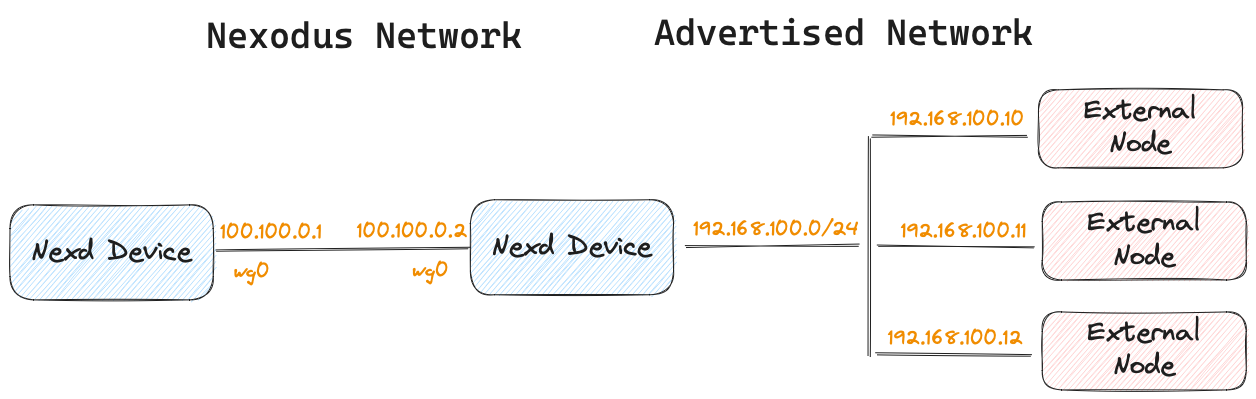 Nexodus Network
Advertised Network
192.168.100.10
External
Node
100.100.0.1
100.100.0.2
Nexd Device
wg0
wg0
Nexd Device
192.168.100.0/24
192.168.100.11
External
Node
192.168.100.12
External
Node